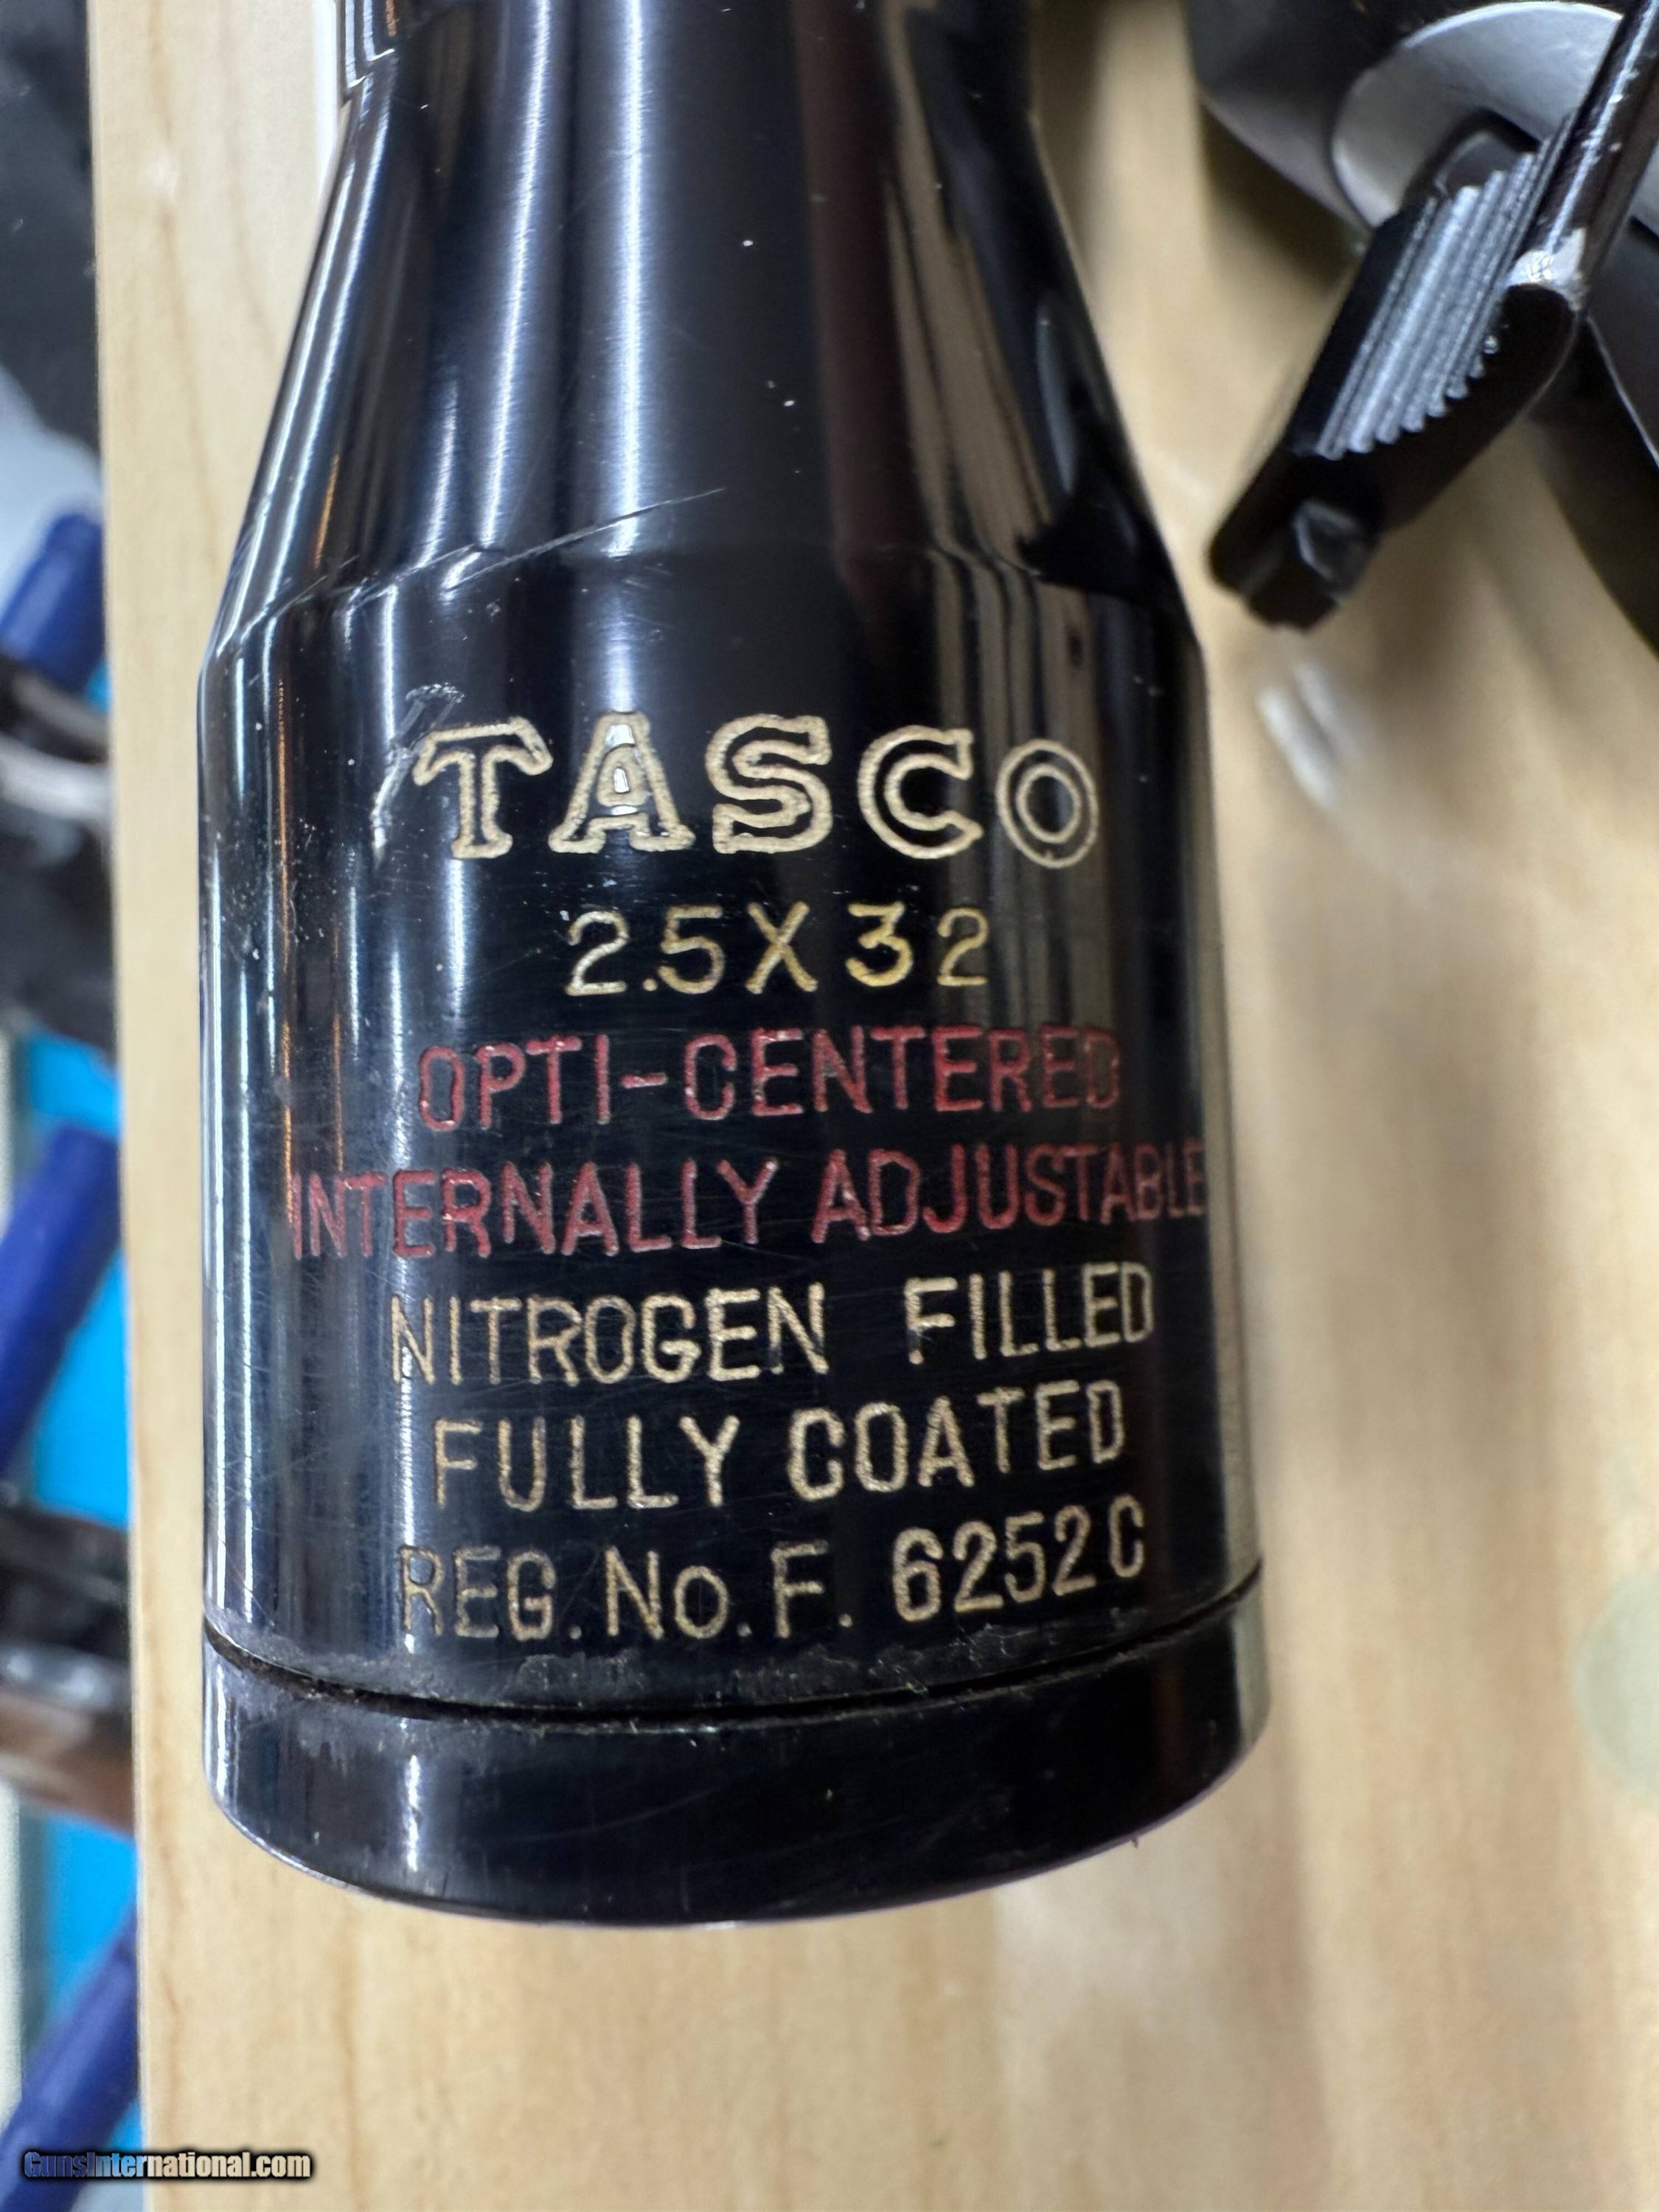 TASCO
2.5X32
OPTI-CENTERED
INTERNALLY ADJUSTABLE
NITROGEN FILLED
FULLY COATED
REG. No. F. 6252C
GunsInternational.com